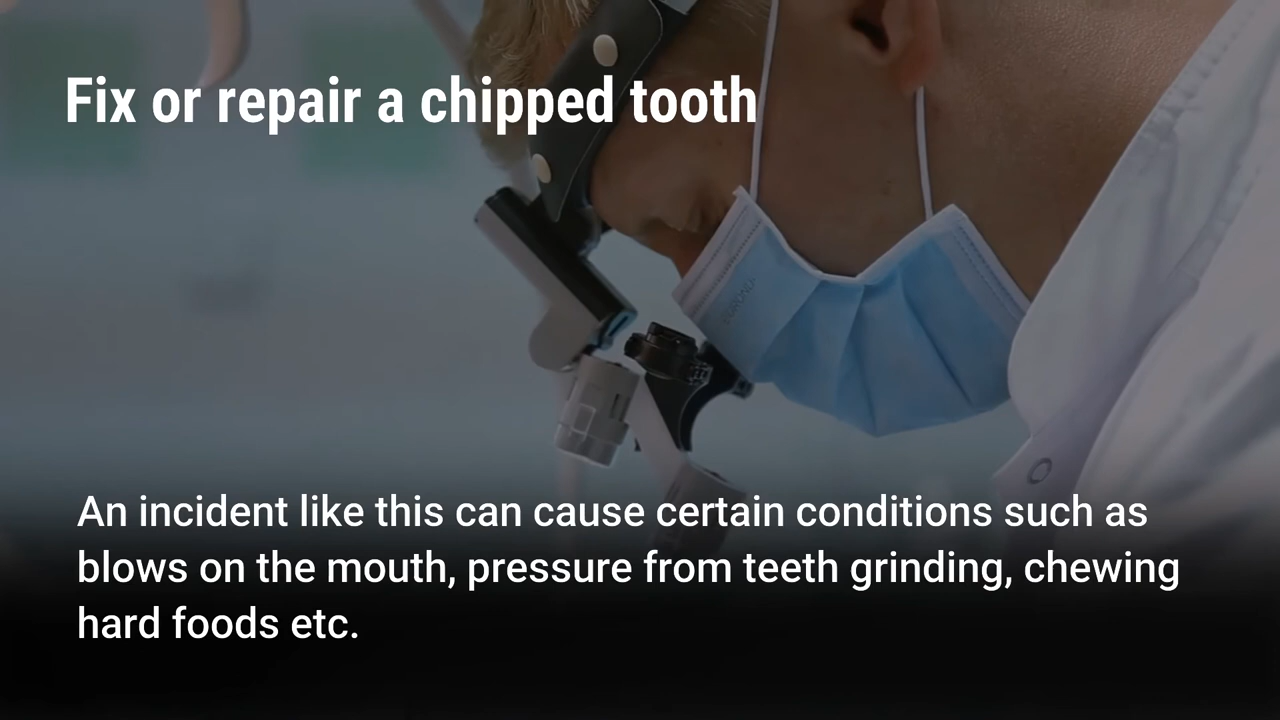 Fix or repair a chipped tooth
An incident like this can cause certain conditions such as
blows on the mouth, pressure from teeth grinding, chewing
hard foods etc.